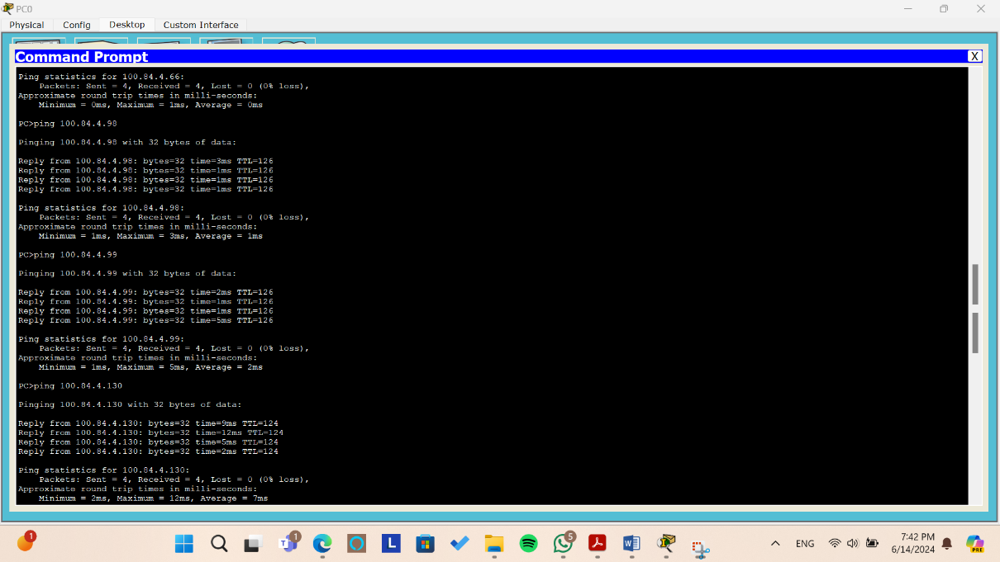 PC0
Physical Config Desktop Custom Interface
Command Prompt X
Ping statistics for 100.84.4.66:
Packets: Sent = 4, Received = 4, Lost = 0 (0% loss),
Approximate round trip times in milli-seconds:
Minimum = 0ms, Maximum = 1ms, Average = 0ms
PC>ping 100.84.4.98
Pinging 100.84.4.98 with 32 bytes of data:
Reply from 100.84.4.98: bytes=32 time=3ms TTL=126
Reply from 100.84.4.98: bytes=32 time=1ms TTL=126
Reply from 100.84.4.98: bytes=32 time=1ms TTL=126
Reply from 100.84.4.98: bytes=32 time=1ms TTL=126
Ping statistics for 100.84.4.98:
Packets: Sent = 4, Received = 4, Lost = 0 (0% loss),
Approximate round trip times in milli-seconds:
Minimum = 1ms, Maximum = 3ms, Average = 1ms
PC>ping 100.84.4.99
Pinging 100.84.4.99 with 32 bytes of data:
Reply from 100.84.4.99: bytes=32 time=2ms TTL=126
Reply from 100.84.4.99: bytes=32 time=1ms TTL=126
Reply from 100.84.4.99: bytes=32 time=1ms TTL=126
Reply from 100.84.4.99: bytes=32 time=5ms TTL=126
Ping statistics for 100.84.4.99:
Packets: Sent = 4, Received = 4, Lost = 0 (0% loss),
Approximate round trip times in milli-seconds:
Minimum = 1ms, Maximum = 5ms, Average = 2ms
PC>ping 100.84.4.130
Pinging 100.84.4.130 with 32 bytes of data:
Reply from 100.84.4.130: bytes=32 time=9ms TTL=124
Reply from 100.84.4.130: bytes=32 time=12ms TTL=124
Reply from 100.84.4.130: bytes=32 time=5ms TTL=124
Reply from 100.84.4.130: bytes=32 time=2ms TTL=124
Ping statistics for 100.84.4.130:
Packets: Sent = 4, Received = 4, Lost = 0 (0% loss),
Approximate round trip times in milli-seconds:
Minimum = 2ms, Maximum = 12ms, Average = 7ms
1 1 L 5 W ENG 7:42 PM PRE
6/14/2024